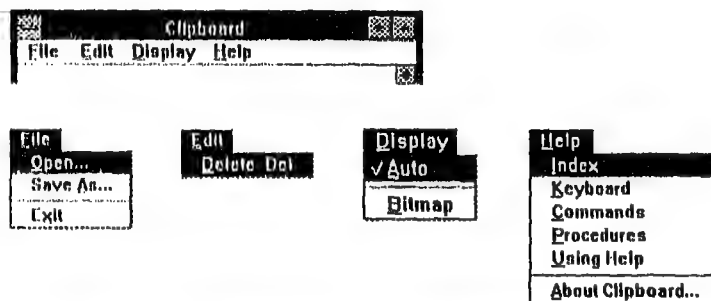 Clipboard
File Edit Display Help
File
Open...
Save As...
Exit
Edit
Delete Del
Display
√ Auto
Bitmap
Help
Index
Keyboard
Commands
Procedures
Using Help
About Clipboard...